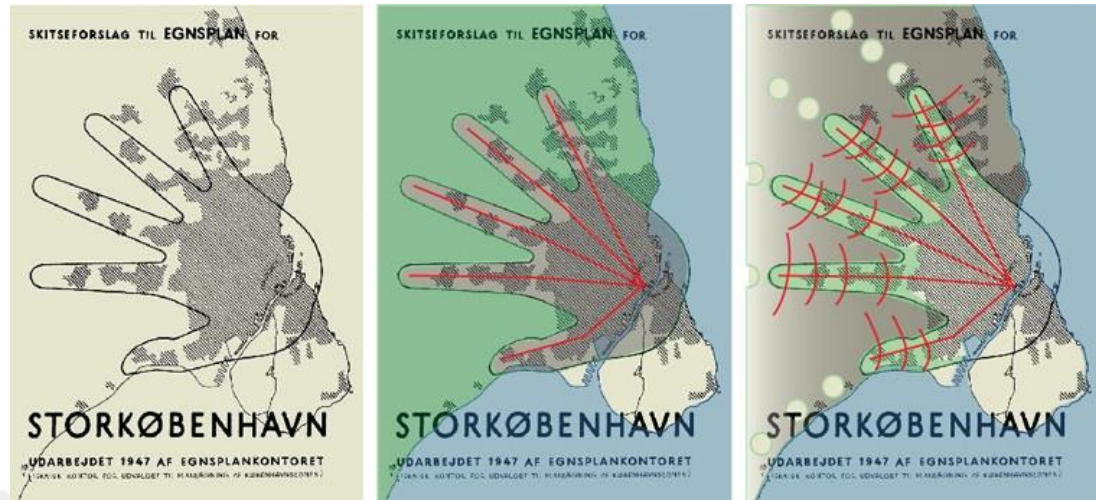 SKITSEFORSLAG TIL EGNSPLAN FOR
STORKØBENHAVN
UDARBEJDET 1947 AF EGNSPLANKONTORET
SKITSEFORSLAG TIL EGNSPLAN FOR
STORKØBENHAVN
UDARBEJDET 1947 AF EGNSPLANKONTORET
SKITSEFORSLAG TIL EGNSPLAN FOR
STORKØBENHAVN
UDARBEJDET 1947 AF EGNSPLANKONTORET